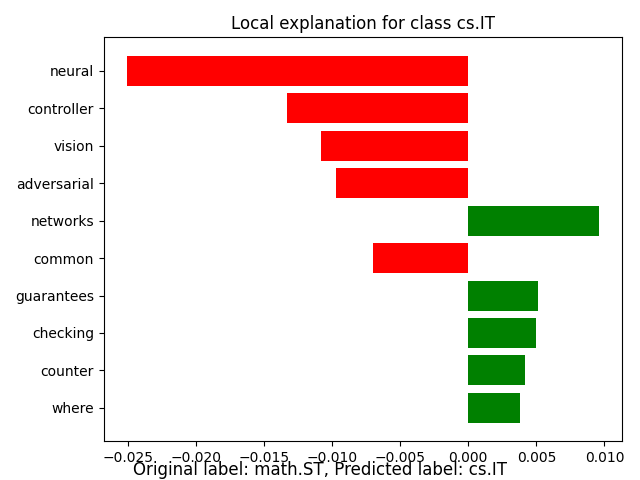 Local explanation for class cs.IT
neural
controller
vision
adversarial
networks
common
guarantees
checking
counter
where
−0.025 −0.020 −0.015 −0.010 −0.005 0.000 0.005 0.010
Original label: math.ST, Predicted label: cs.IT